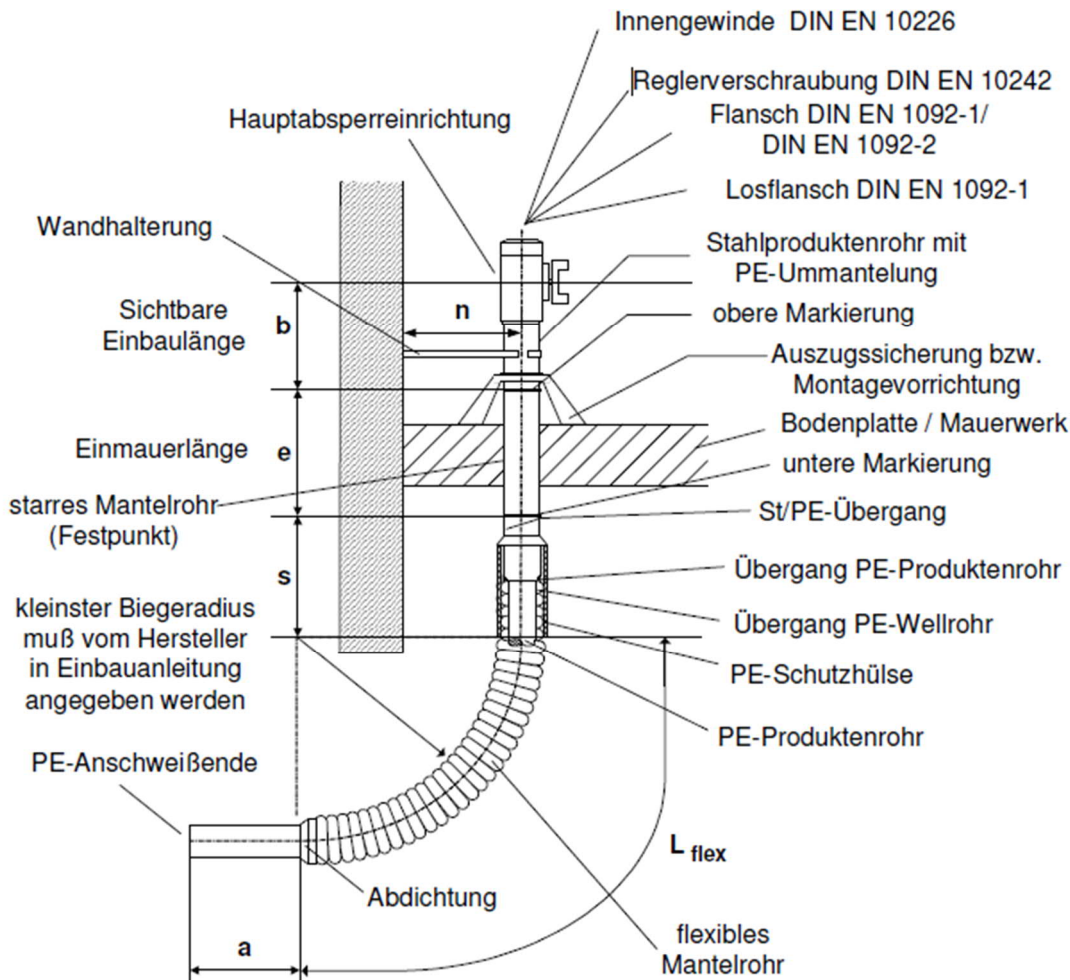 Innengewinde DIN EN 10226
Reglerverschraubung DIN EN 10242
Hauptabsperreinrichtung
Flansch DIN EN 1092-1/
DIN EN 1092-2
Losflansch DIN EN 1092-1
Wandhalterung
Stahlproduktenrohr mit
PE-Ummantelung
Sichtbare
Einbaulänge
b
n
obere Markierung
Auszugssicherung bzw.
Montagevorrichtung
Bodenplatte / Mauerwerk
Einmauerlänge
e
untere Markierung
starres Mantelrohr
(Festpunkt)
St/PE-Übergang
s
Übergang PE-Produktenrohr
kleinster Biegeradius
muß vom Hersteller
in Einbauanleitung
angegeben werden
Übergang PE-Wellrohr
PE-Schutzhülse
PE-Produktenrohr
PE-Anschweißende
L flex
Abdichtung
a
flexibles
Mantelrohr